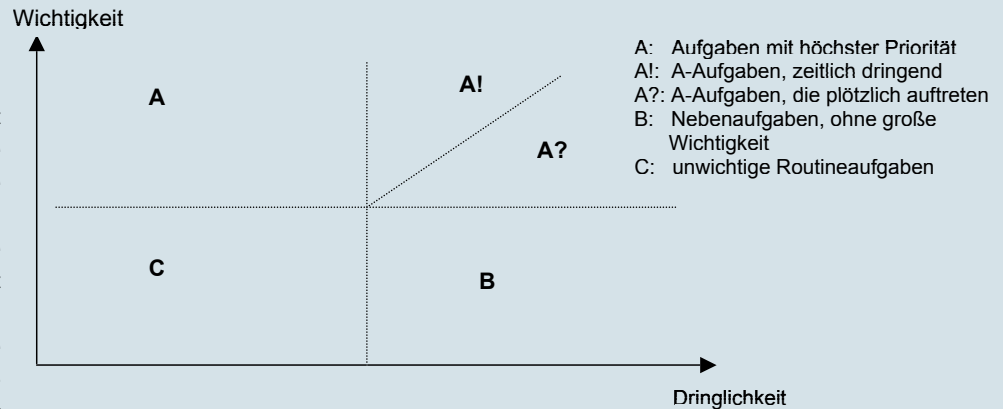 Wichtigkeit
A
A!
A?
C
B
Dringlichkeit
A: Aufgaben mit höchster Priorität
A!: A-Aufgaben, zeitlich dringend
A?: A-Aufgaben, die plötzlich auftreten
B: Nebenaufgaben, ohne große
Wichtigkeit
C: unwichtige Routineaufgaben